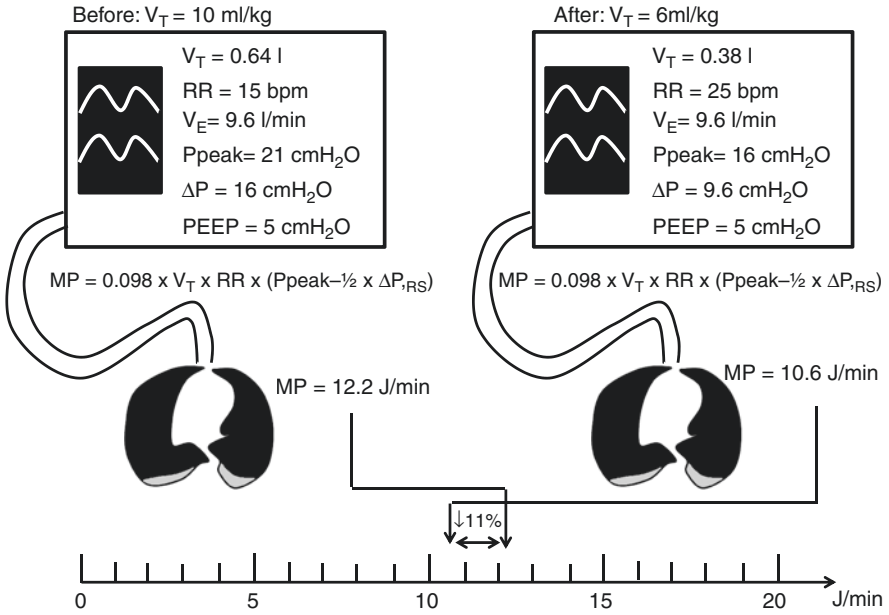 Before: V_T = 10 ml/kg
V_T = 0.64 l
RR = 15 bpm
V_E= 9.6 l/min
Ppeak= 21 cmH₂O
ΔP = 16 cmH₂O
PEEP = 5 cmH₂O
MP = 0.098 x V_T x RR x (Ppeak–½ x ΔP,_RS)
MP = 12.2 J/min
After: V_T = 6ml/kg
V_T = 0.38 l
RR = 25 bpm
V_E= 9.6 l/min
Ppeak= 16 cmH₂O
ΔP = 9.6 cmH₂O
PEEP = 5 cmH₂O
MP = 0.098 x V_T x RR x (Ppeak–½ x ΔP,_RS)
MP = 10.6 J/min
↓11%
0 5 10 15 20 J/min